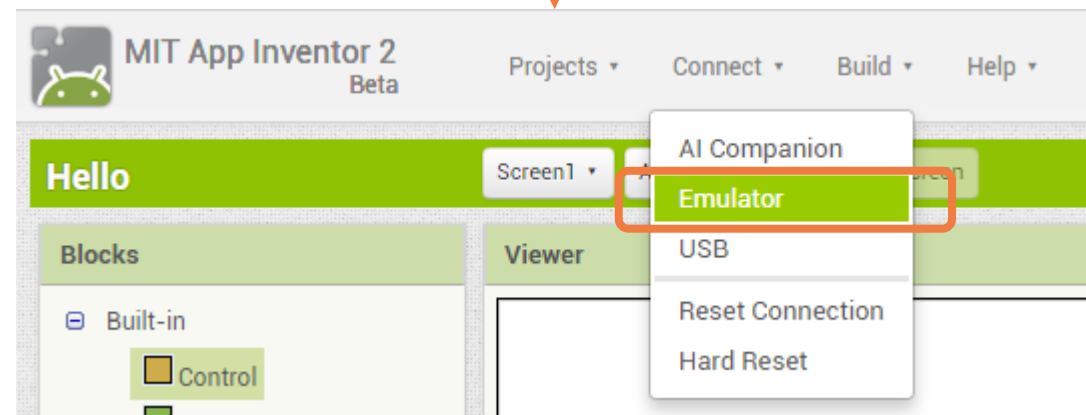 MIT App Inventor 2
Beta
Projects
Connect
Build
Help
Hello
Screen1
AI Companion
Emulator
USB
Reset Connection
Hard Reset
Blocks
Viewer
Built-in
Control